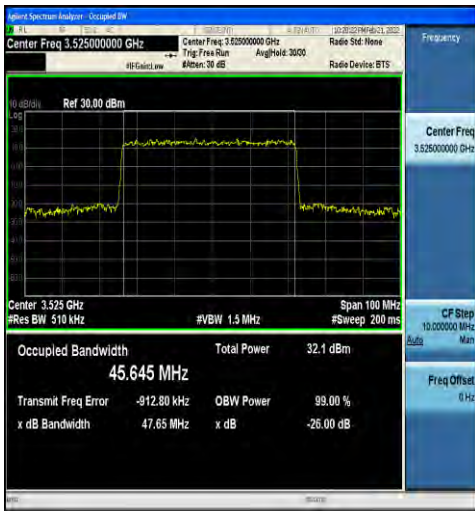 Agilent Spectrum Analyzer - Occupied BW
Center Freq 3.525000000 GHz
Center Freq: 3.525000000 GHz
Radio Std: None
Trig: Free Run
Avg|Hold: 30/30
#IFGain:Low
#Atten: 30 dB
Radio Device: BTS
Frequency
10 dB/div
Ref 30.00 dBm
Log
Center Freq
3.525000000 GHz
Center 3.525 GHz
Span 100 MHz
#Res BW 510 kHz
#VBW 1.5 MHz
#Sweep 200 ms
CF Step
10.000000 MHz
Auto
Man
Occupied Bandwidth
Total Power
32.1 dBm
45.645 MHz
Freq Offset
0 Hz
Transmit Freq Error
-912.80 kHz
OBW Power
99.00 %
x dB Bandwidth
47.65 MHz
x dB
-26.00 dB